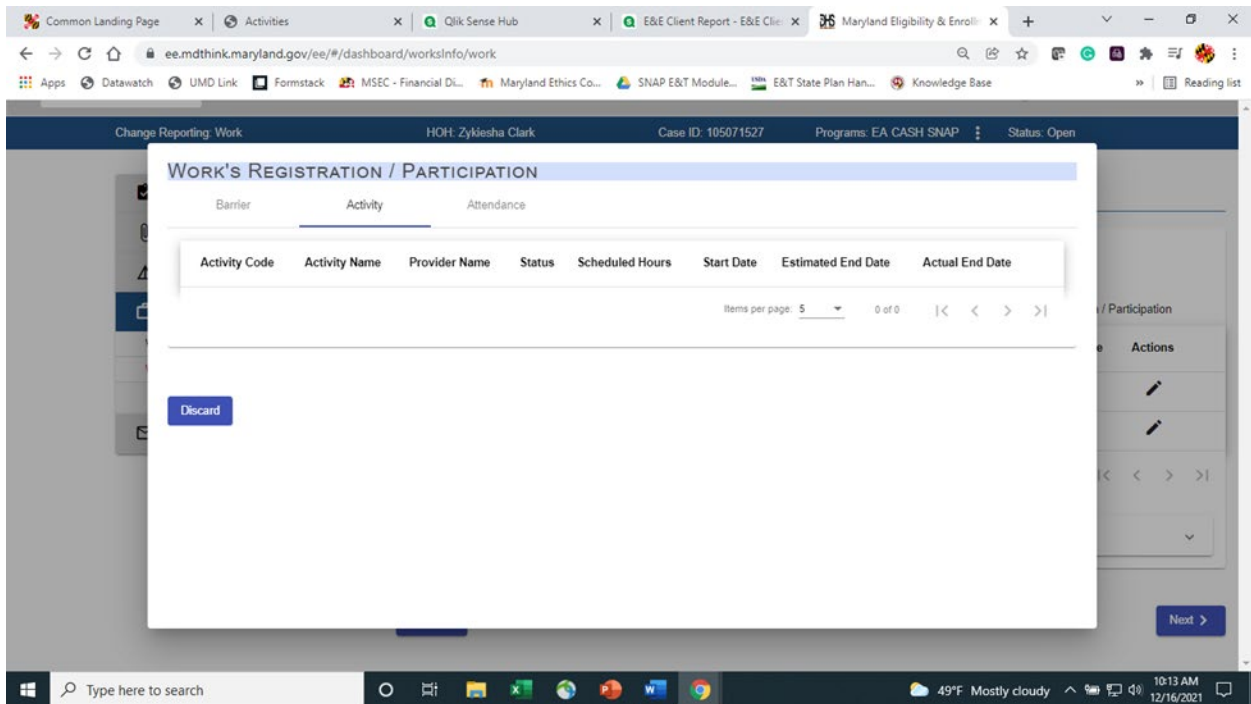 Common Landing Page
Activities
Qlik Sense Hub
E&E Client Report - E&E Clie
Maryland Eligibility & Enrolln
ee.mdthink.maryland.gov/ee/#/dashboard/worksInfo/work
Apps Datawatch UMD Link Formstack MSEC - Financial Di... Maryland Ethics Co... SNAP E&T Module... E&T State Plan Han... Knowledge Base » Reading list
Change Reporting: Work HOH: Zykiesha Clark Case ID: 105071527 Programs: EA CASH SNAP Status: Open
WORK'S REGISTRATION / PARTICIPATION
Barrier Activity Attendance
Activity Code Activity Name Provider Name Status Scheduled Hours Start Date Estimated End Date Actual End Date
Items per page: 5 0 of 0 |< < > >|
/ Participation
e Actions
Discard
|< < > >|
Next >
Type here to search
49°F Mostly cloudy
10:13 AM
12/16/2021